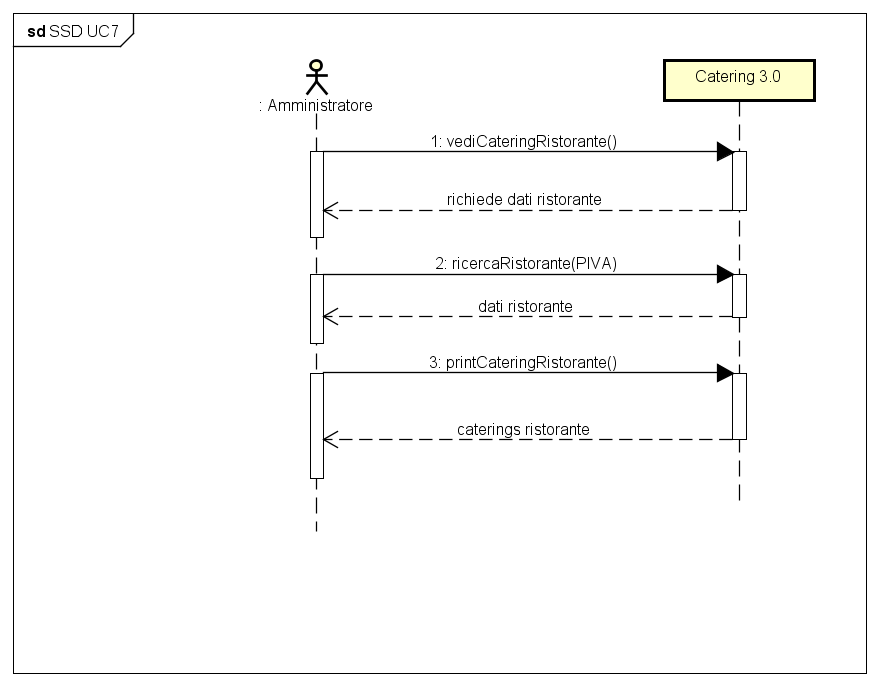 sd SSD UC7
Catering 3.0
: Amministratore
1: vediCateringRistorante()
richiede dati ristorante
2: ricercaRistorante(PIVA)
dati ristorante
3: printCateringRistorante()
caterings ristorante